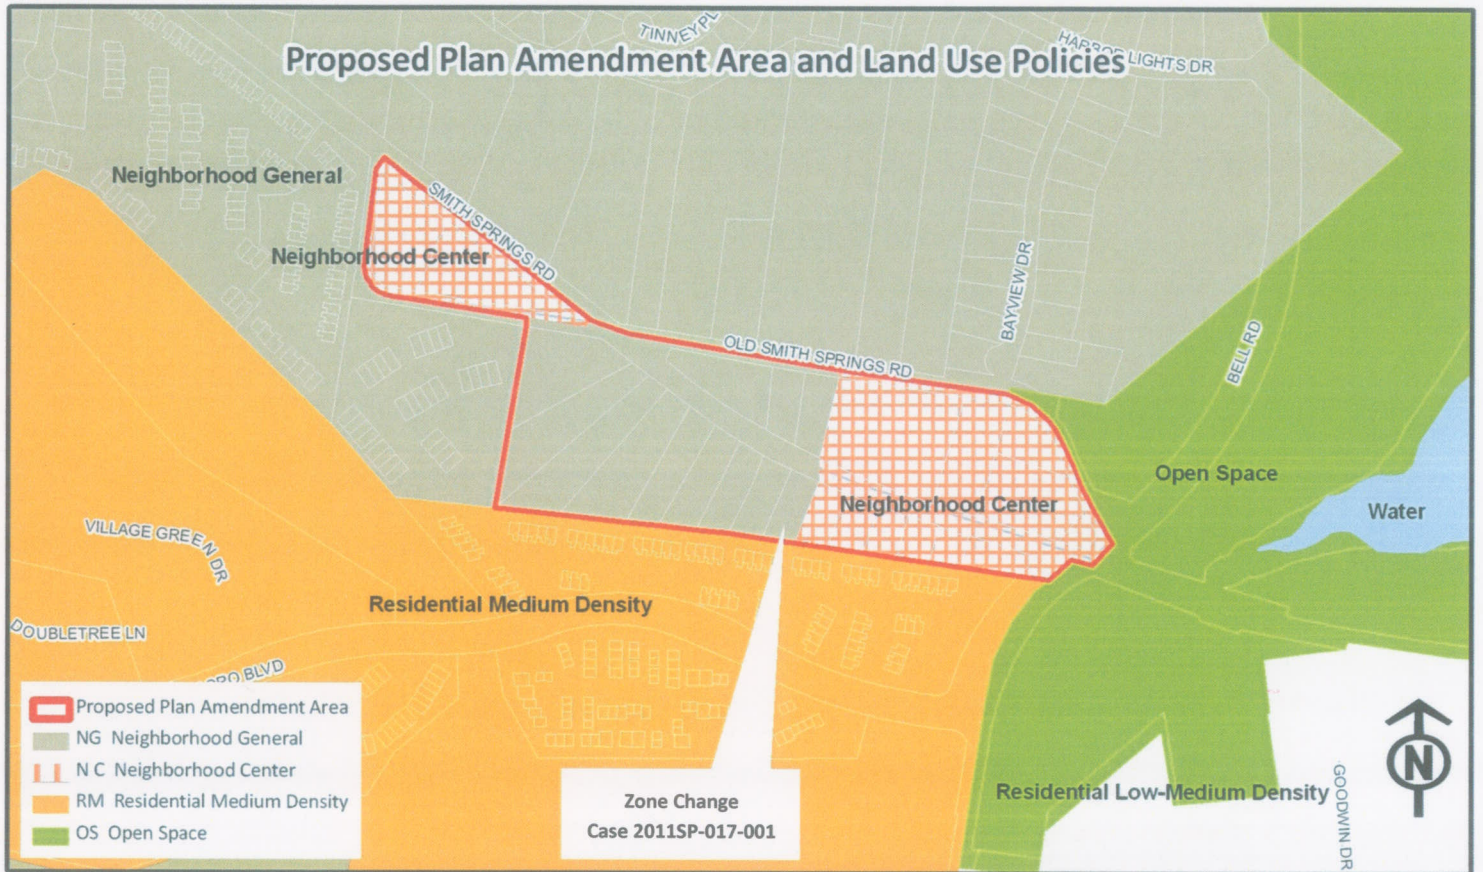 TINNEY PL
HARBOR LIGHTS DR
Proposed Plan Amendment Area and Land Use Policies
Neighborhood General
SMITH SPRINGS RD
Neighborhood Center
BAYVIEW DR
OLD SMITH SPRINGS RD
BELL RD
Open Space
Neighborhood Center
Water
VILLAGE GREEN DR
Residential Medium Density
DOUBLETREE LN
BLVD
Proposed Plan Amendment Area
NG Neighborhood General
N C Neighborhood Center
RM Residential Medium Density
OS Open Space
Zone Change
Case 2011SP-017-001
Residential Low-Medium Density
GOODWIN DR
N